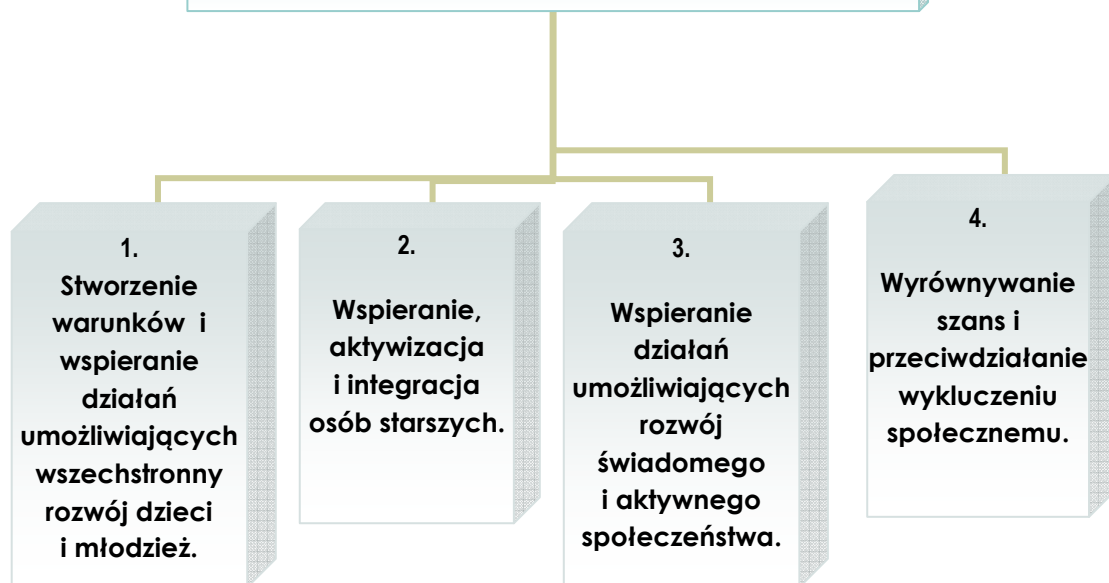 1.
Stworzenie
warunków i
wspieranie
działań
umożliwiających
wszechstronny
rozwój dzieci
i młodzież.
2.
Wspieranie,
aktywizacja
i integracja
osób starszych.
3.
Wspieranie
działań
umożliwiających
rozwój
świadomego
i aktywnego
społeczeństwa.
4.
Wyrównywanie
szans i
przeciwdziałanie
wykluczeniu
społecznemu.